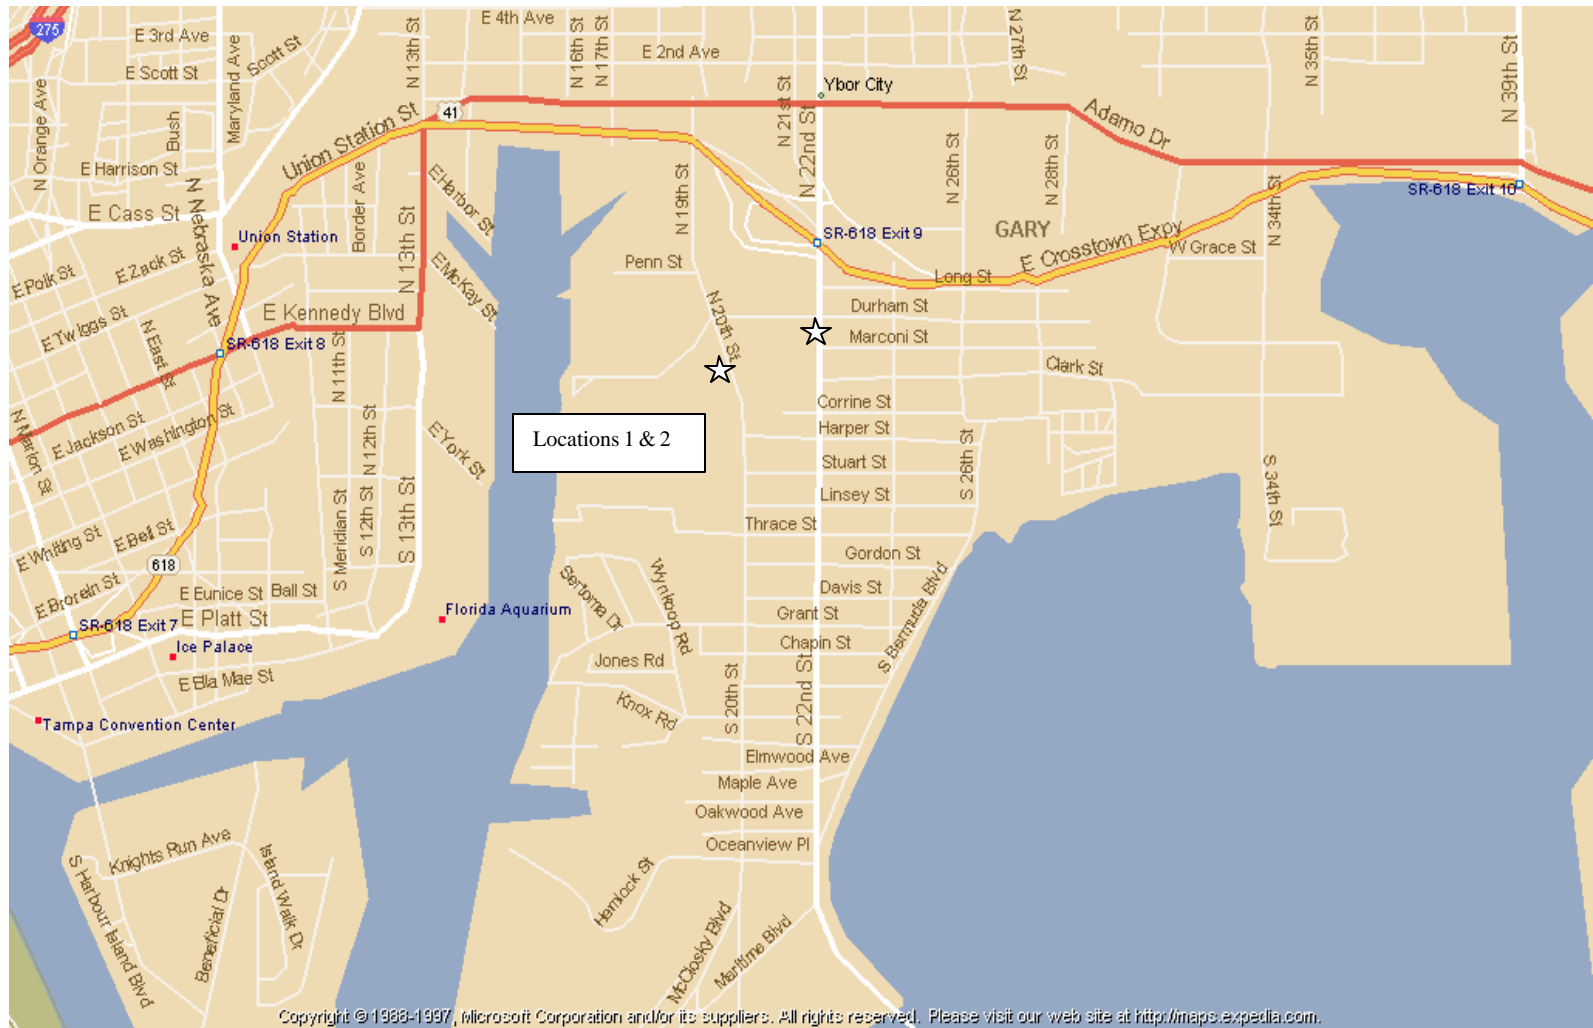 275
E 3rd Ave
E Scott St
Maryland Ave
Scott St
N 13th St
E 4th Ave
N 16th St
N 17th St
E 2nd Ave
N 27th St
N 35th St
N 39th St
Ybor City
N Orange Ave
Bush
Union Station St
41
N 21st St
N 22nd St
Adamo Dr
E Harrison St
E Cass St
N Nebraska Ave
Border Ave
N 13th St
E Harbor St
N 19th St
N 26th St
N 28th St
N 34th St
SR-618 Exit 10
Union Station
SR-618 Exit 9
GARY
E Crosstown Expy
W Grace St
E Polk St
E Zack St
E McKay St
Penn St
Long St
E Twiggs St
N East St
E Kennedy Blvd
N 20th St
Durham St
SR-618 Exit 8
Marconi St
N 11th St
Clark St
N Marion St
E Jackson St
E Washington St
N 12th St
E York St
Locations 1 & 2
Corrine St
Harper St
Stuart St
S 26th St
Linsey St
S 34th St
S Meridian St
S 12th St
S 13th St
Thrace St
E Whiting St
E Bell St
618
Gordon St
E Brorein St
E Eunice St
Ball St
Sertoma Dr
Wynkoop Rd
Davis St
S Bermuda Blvd
SR-618 Exit 7
E Platt St
Florida Aquarium
Grant St
Ice Palace
Chapin St
E Ella Mae St
Jones Rd
S 20th St
S 22nd St
Tampa Convention Center
Knox Rd
Elmwood Ave
Maple Ave
Oakwood Ave
Knights Run Ave
Oceanview Pl
S Harbour Island Blvd
Beneficial Dr
Island Walk Dr
Hemlock St
McClosky Blvd
Maritime Blvd
Copyright © 1988-1997, Microsoft Corporation and/or its suppliers. All rights reserved. Please visit our web site at http://maps.expedia.com.